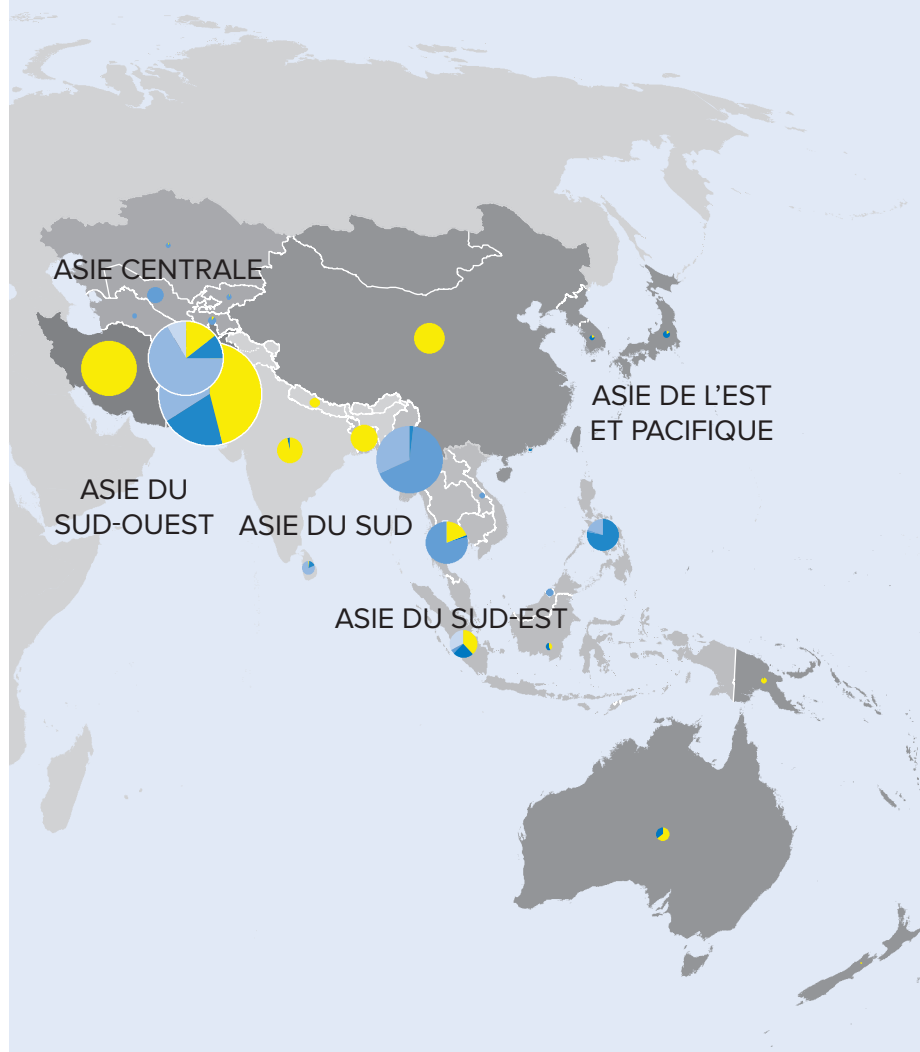 ASIE CENTRALE
ASIE DE L’EST
ET PACIFIQUE
ASIE DU
SUD-OUEST
ASIE DU SUD
ASIE DU SUD-EST